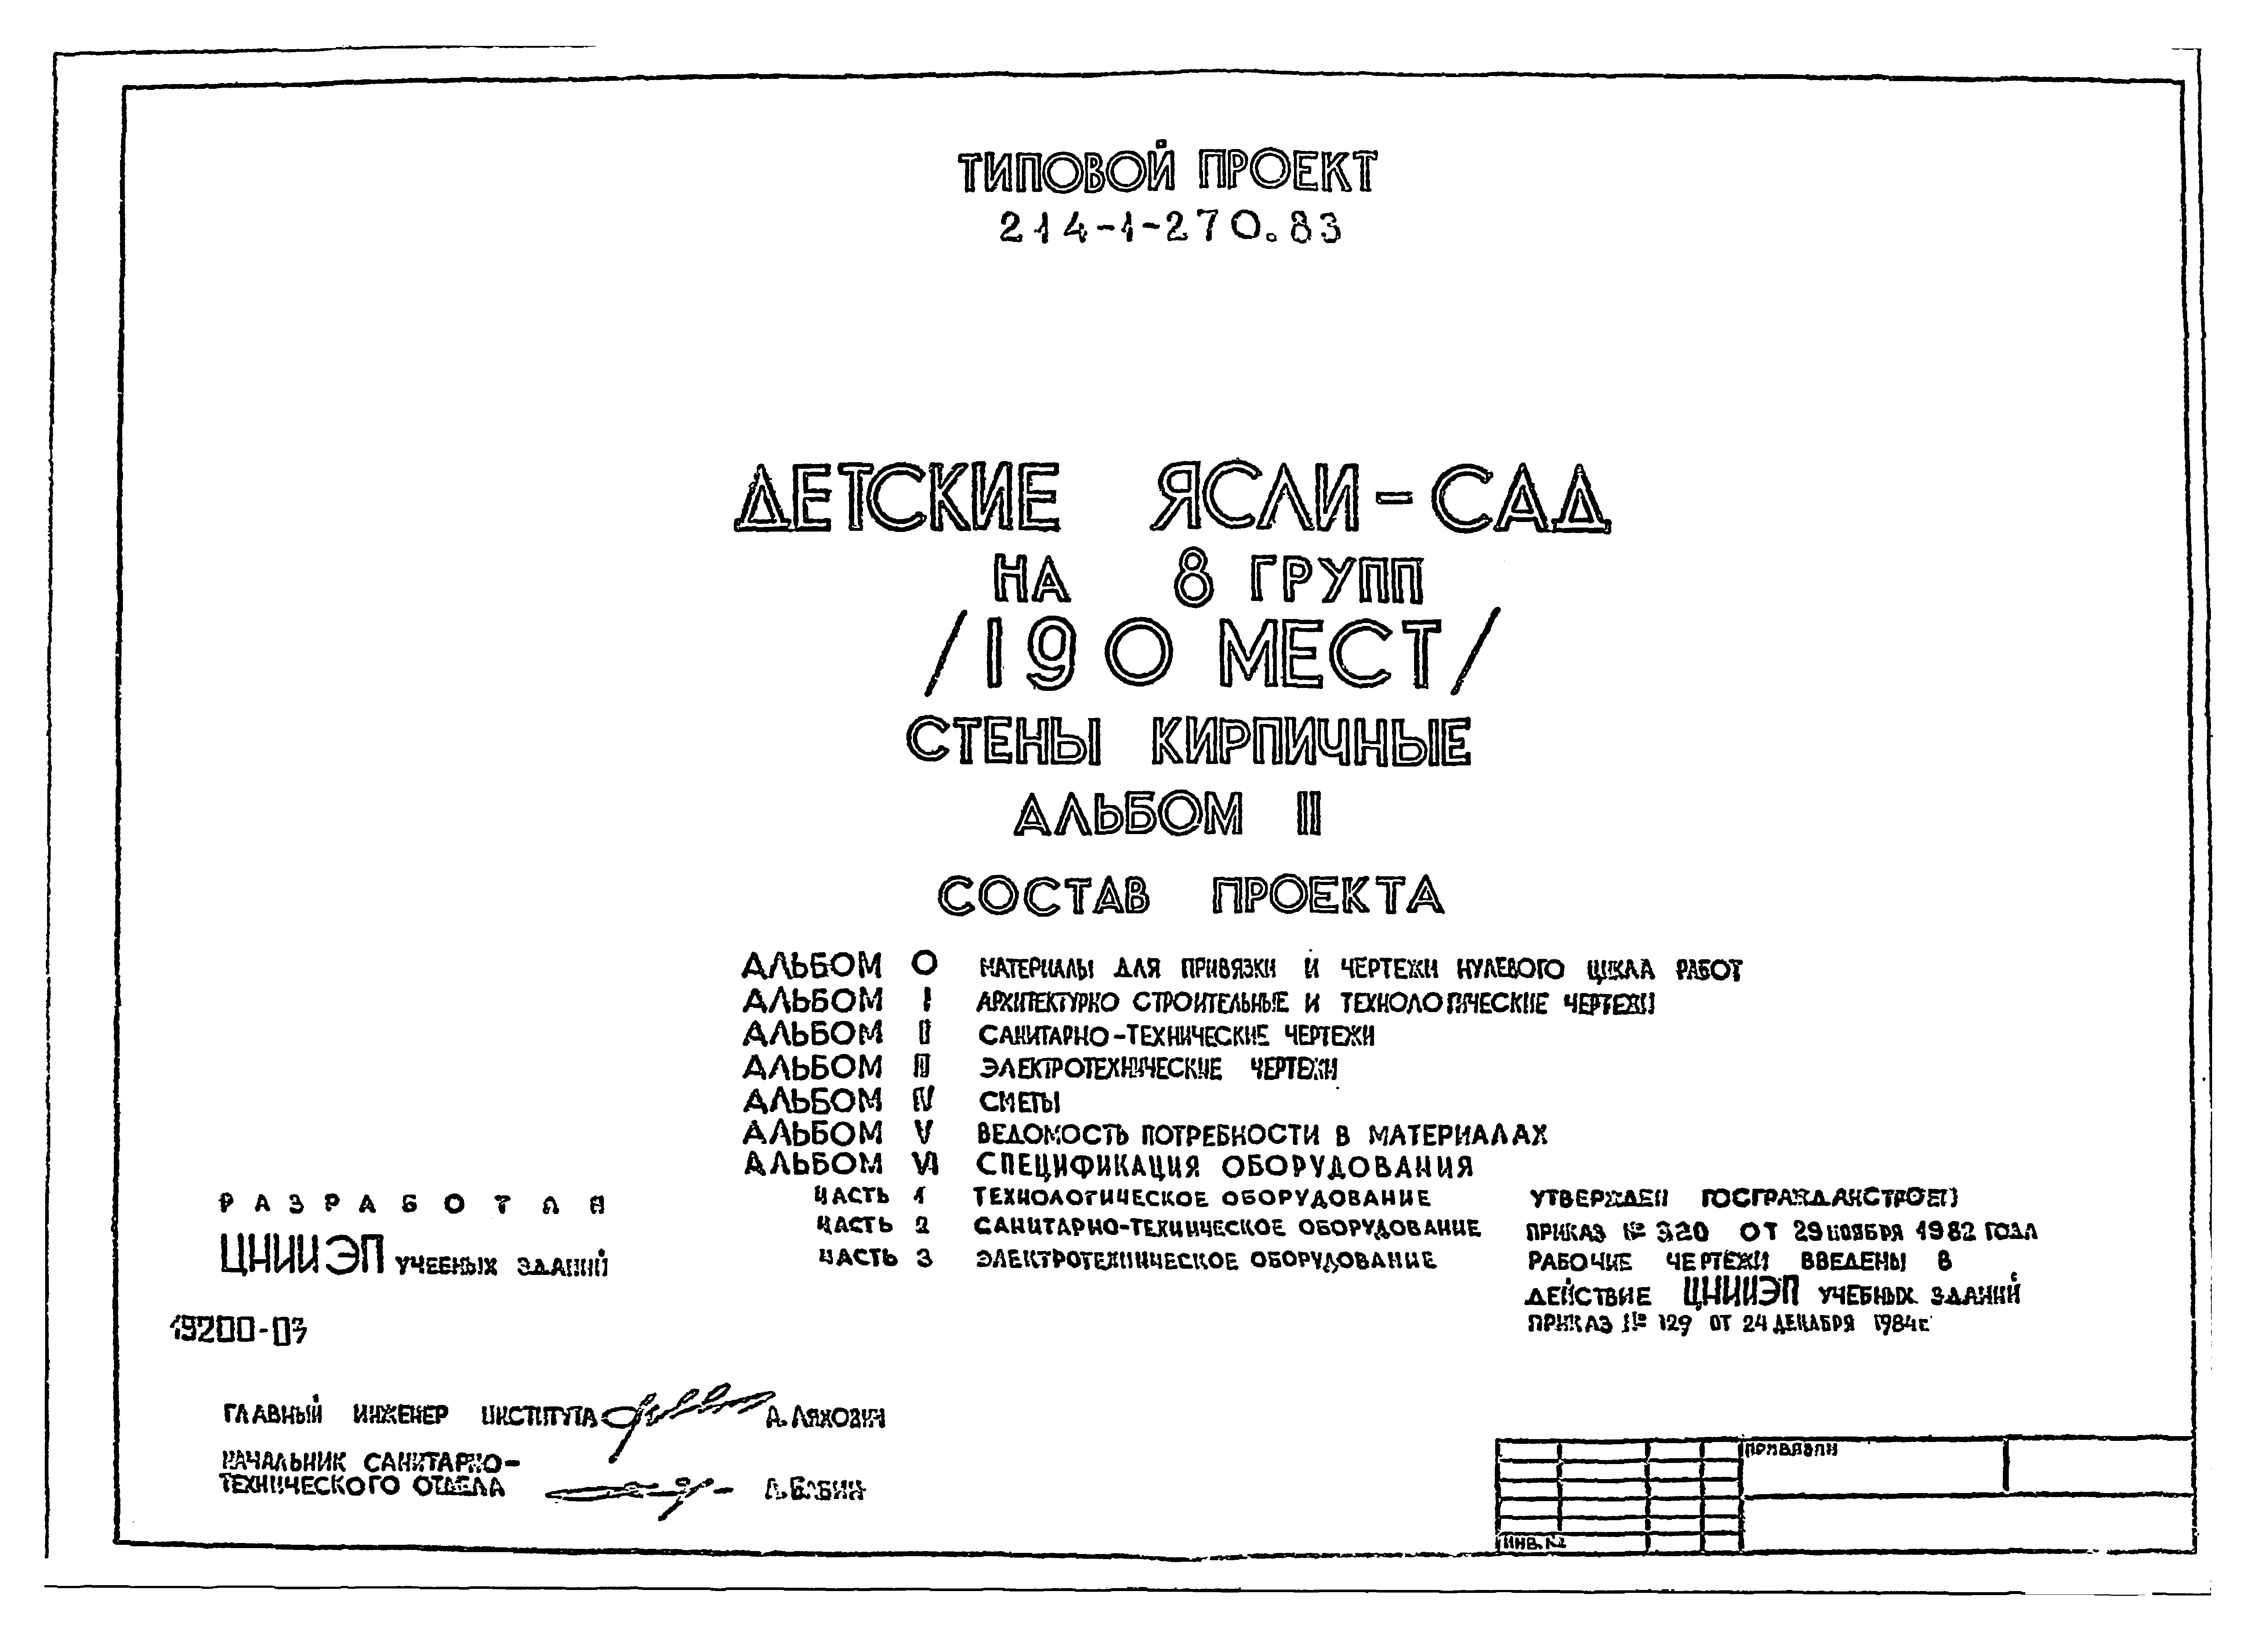 ТИПОВОЙ ПРОЕКТ
214-1-270.83
ДЕТСКИЕ ЯСЛИ-САД
НА 8 ГРУПП
/190 МЕСТ/
СТЕНЫ КИРПИЧНЫЕ
АЛЬБОМ II
СОСТАВ ПРОЕКТА
АЛЬБОМ 0 МАТЕРИАЛЫ ДЛЯ ПРИВЯЗКИ И ЧЕРТЕЖИ НУЛЕВОГО ЦИКЛА РАБОТ
АЛЬБОМ I АРХИТЕКТУРНО СТРОИТЕЛЬНЫЕ И ТЕХНОЛОГИЧЕСКИЕ ЧЕРТЕЖИ
АЛЬБОМ II САНИТАРНО-ТЕХНИЧЕСКИЕ ЧЕРТЕЖИ
АЛЬБОМ III ЭЛЕКТРОТЕХНИЧЕСКИЕ ЧЕРТЕЖИ
АЛЬБОМ IV СМЕТЫ
АЛЬБОМ V ВЕДОМОСТЬ ПОТРЕБНОСТИ В МАТЕРИАЛАХ
АЛЬБОМ VI СПЕЦИФИКАЦИЯ ОБОРУДОВАНИЯ
ЧАСТЬ 1 ТЕХНОЛОГИЧЕСКОЕ ОБОРУДОВАНИЕ
ЧАСТЬ 2 САНИТАРНО-ТЕХНИЧЕСКОЕ ОБОРУДОВАНИЕ
ЧАСТЬ 3 ЭЛЕКТРОТЕХНИЧЕСКОЕ ОБОРУДОВАНИЕ
РАЗРАБОТАН
ЦНИИЭП УЧЕБНЫХ ЗДАНИЙ
19200-03
УТВЕРЖДЕН ГОСГРАЖДАНСТРОЕМ
ПРИКАЗ № 320 ОТ 29 НОЯБРЯ 1982 ГОДА
РАБОЧИЕ ЧЕРТЕЖИ ВВЕДЕНЫ В
ДЕЙСТВИЕ ЦНИИЭП УЧЕБНЫХ ЗДАНИЙ
ПРИКАЗ № 129 ОТ 24 ДЕКАБРЯ 1984г
ГЛАВНЫЙ ИНЖЕНЕР ИНСТИТУТА А. ЛЯХОВИЧ
НАЧАЛЬНИК САНИТАРНО-
ТЕХНИЧЕСКОГО ОТДЕЛА
ПРИВЯЗАН
ИНВ. №